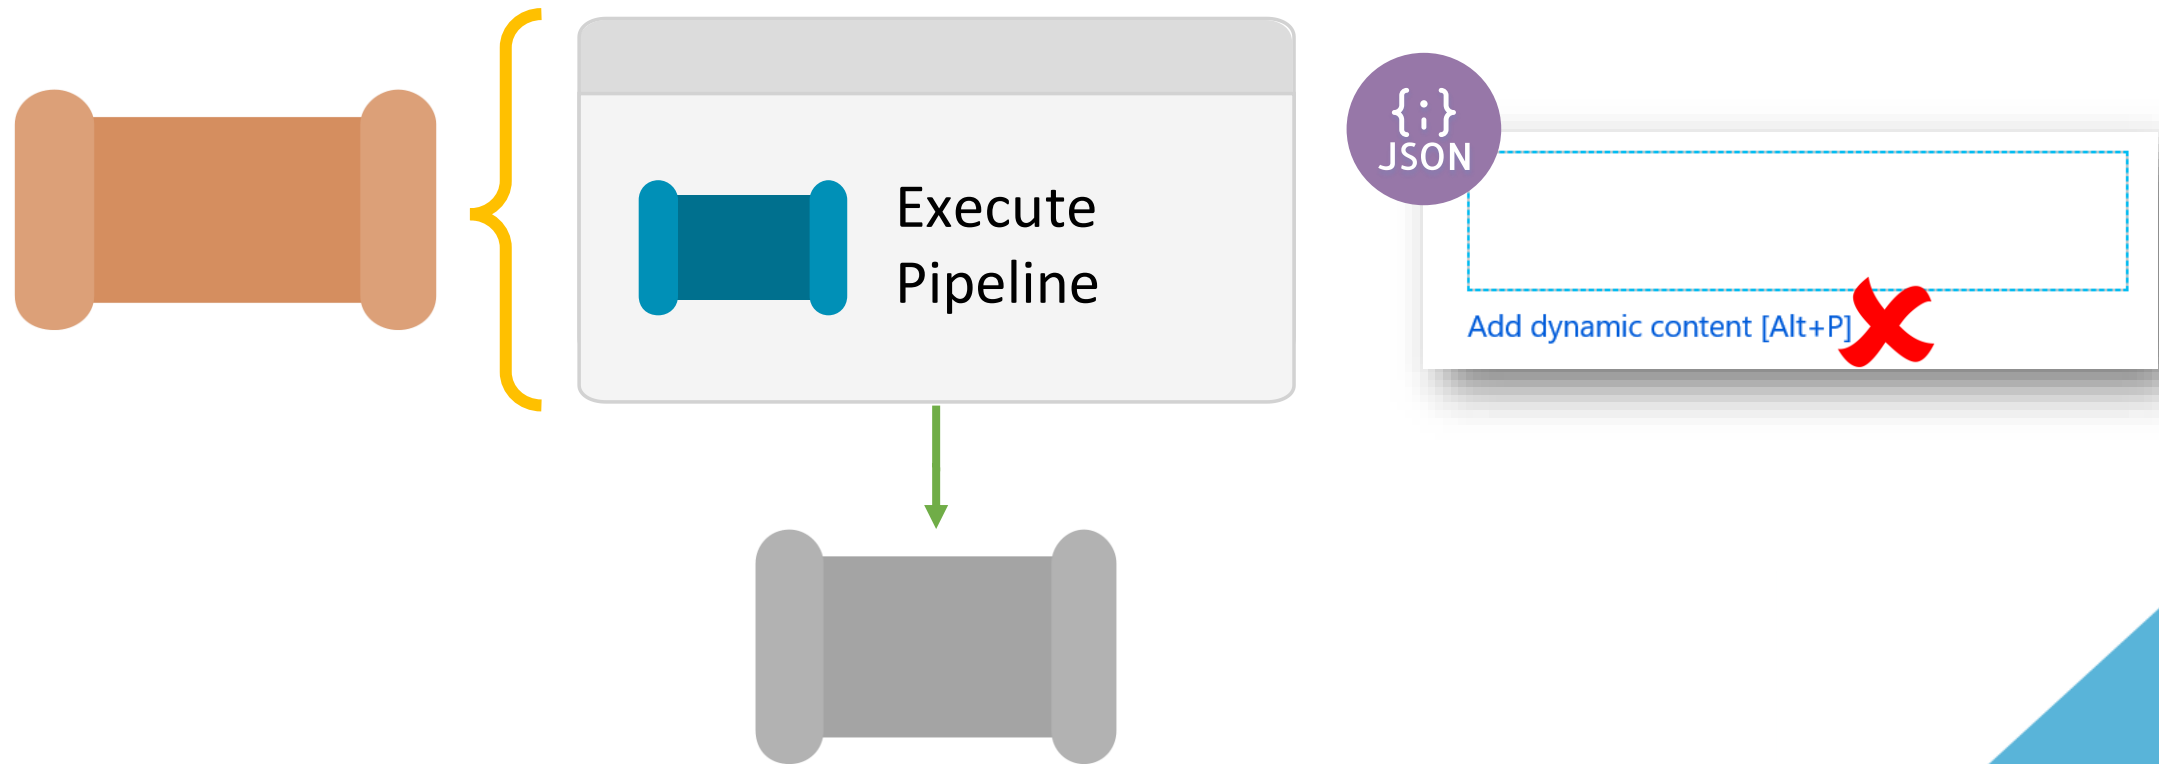 Execute
Pipeline
{;}
JSON
Add dynamic content [Alt+P]